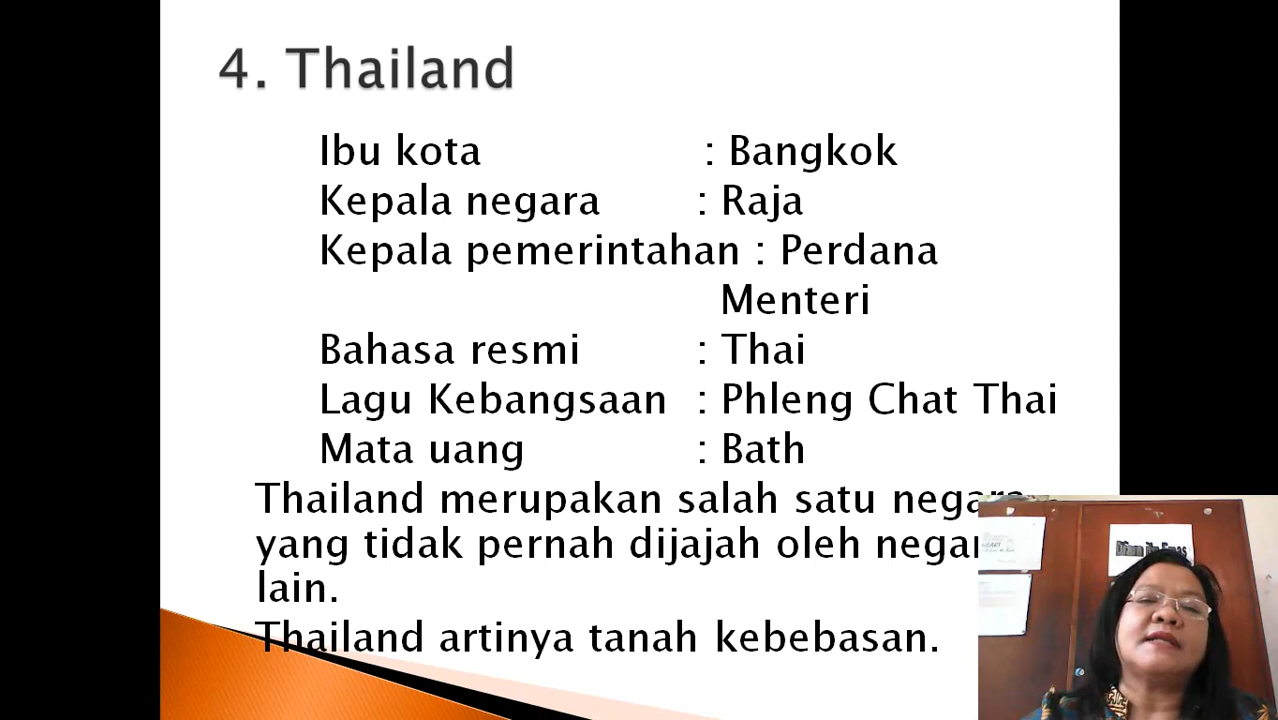 4. Thailand
Ibu kota : Bangkok
Kepala negara : Raja
Kepala pemerintahan : Perdana
Menteri
Bahasa resmi : Thai
Lagu Kebangsaan : Phleng Chat Thai
Mata uang : Bath
Thailand merupakan salah satu negara
yang tidak pernah dijajah oleh
lain.
Thailand artinya tanah kebebasan.